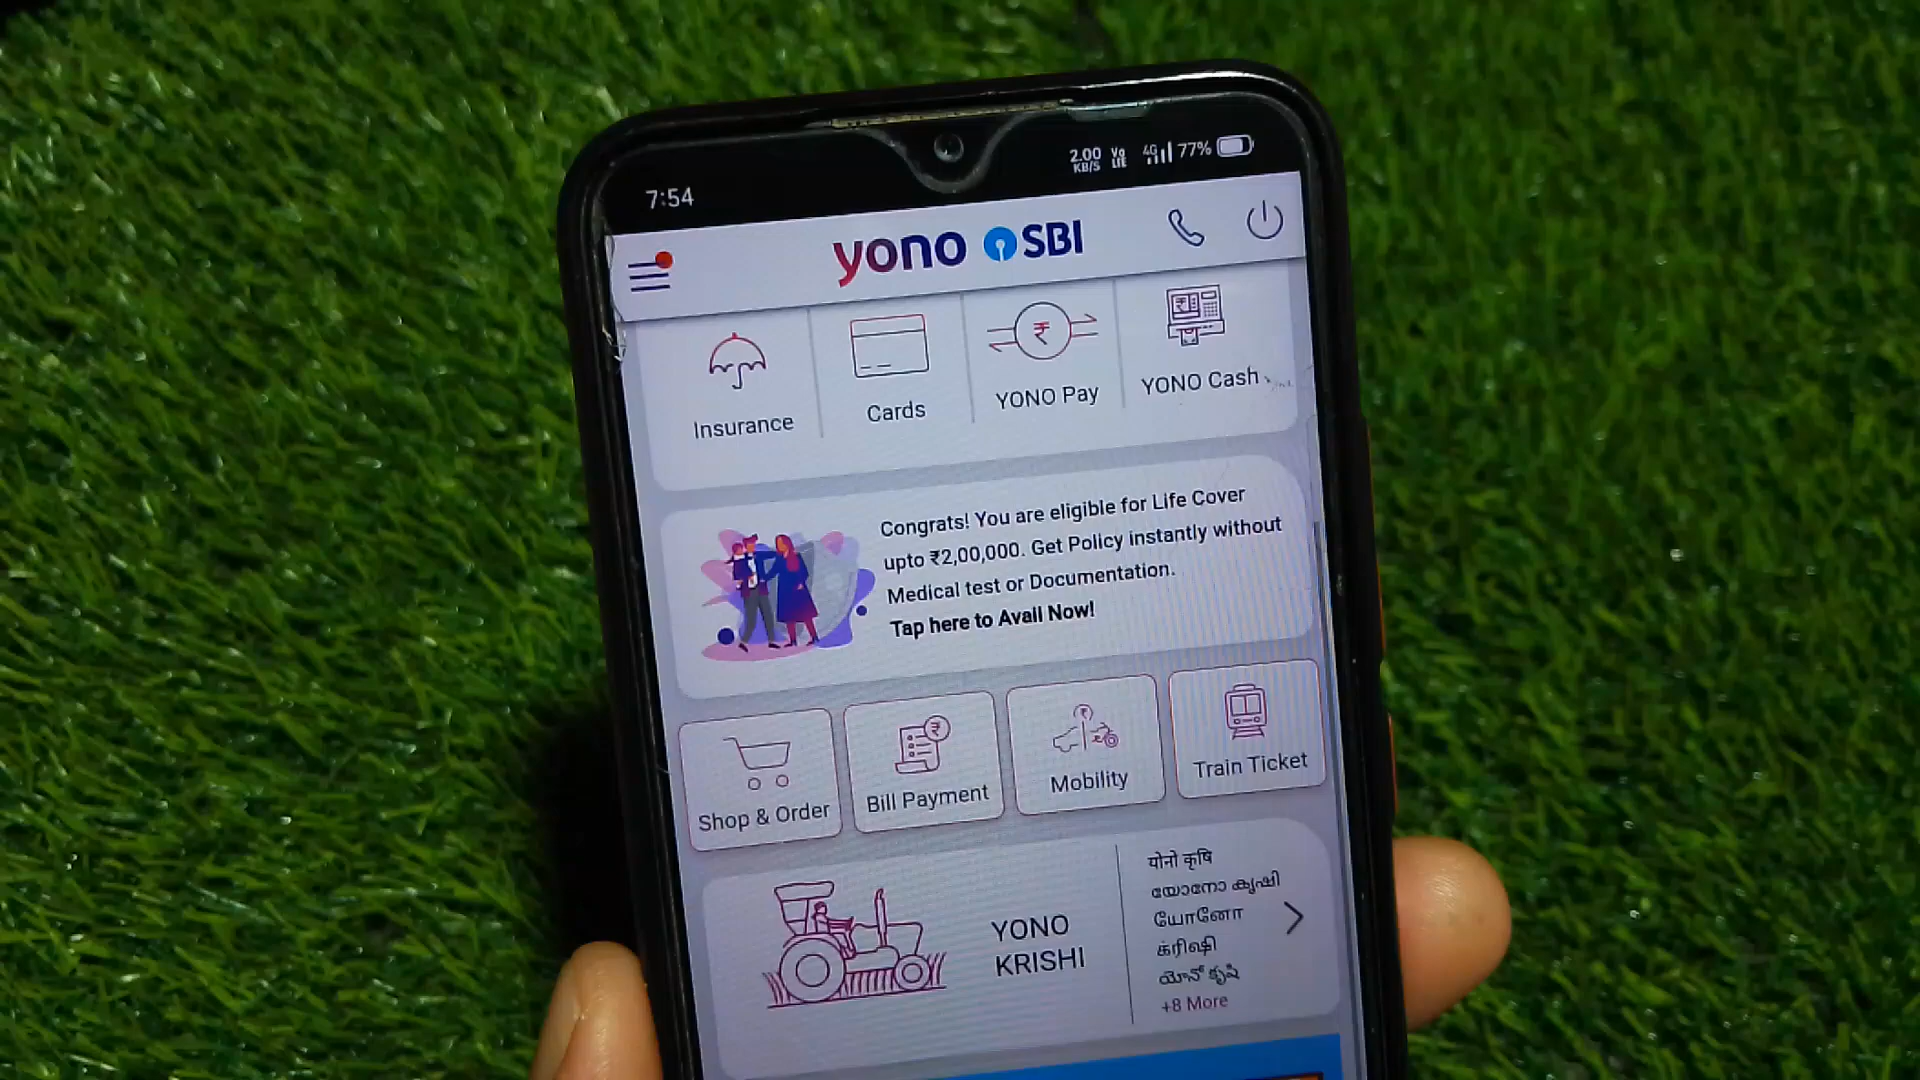 7:54
2.00
KB/S
Vo
LTE
4G
77%
yono SBI
Insurance
Cards
YONO Pay
YONO Cash
Congrats! You are eligible for Life Cover
upto ₹2,00,000. Get Policy instantly without
Medical test or Documentation.
Tap here to Avail Now!
Shop & Order
Bill Payment
Mobility
Train Ticket
YONO
KRISHI
योनो कृषि
യോനോ കൃഷി
யோனோ
க்ரிஷி
యోనో కృషి
+8 More